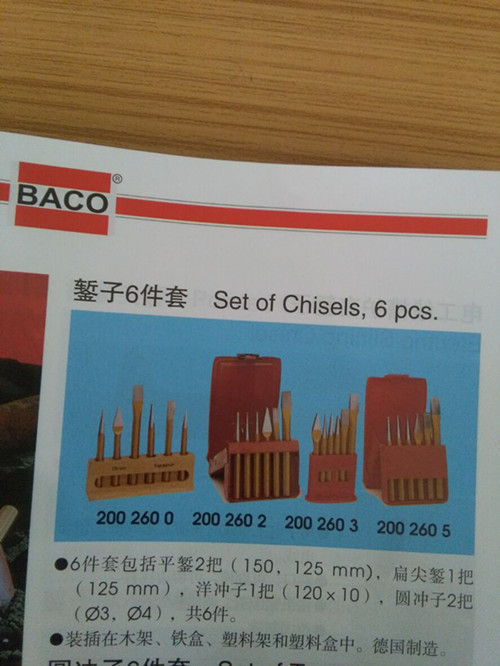 BACO®
錾子6件套 Set of Chisels, 6 pcs.
200 260 0 200 260 2 200 260 3 200 260 5
●6件套包括平錾2把(150, 125 mm), 扁尖錾1把
(125 mm), 洋冲子1把(120×10), 圆冲子2把
(Ø3, Ø4), 共6件。
●装插在木架、铁盒、塑料架和塑料盒中。德国制造。